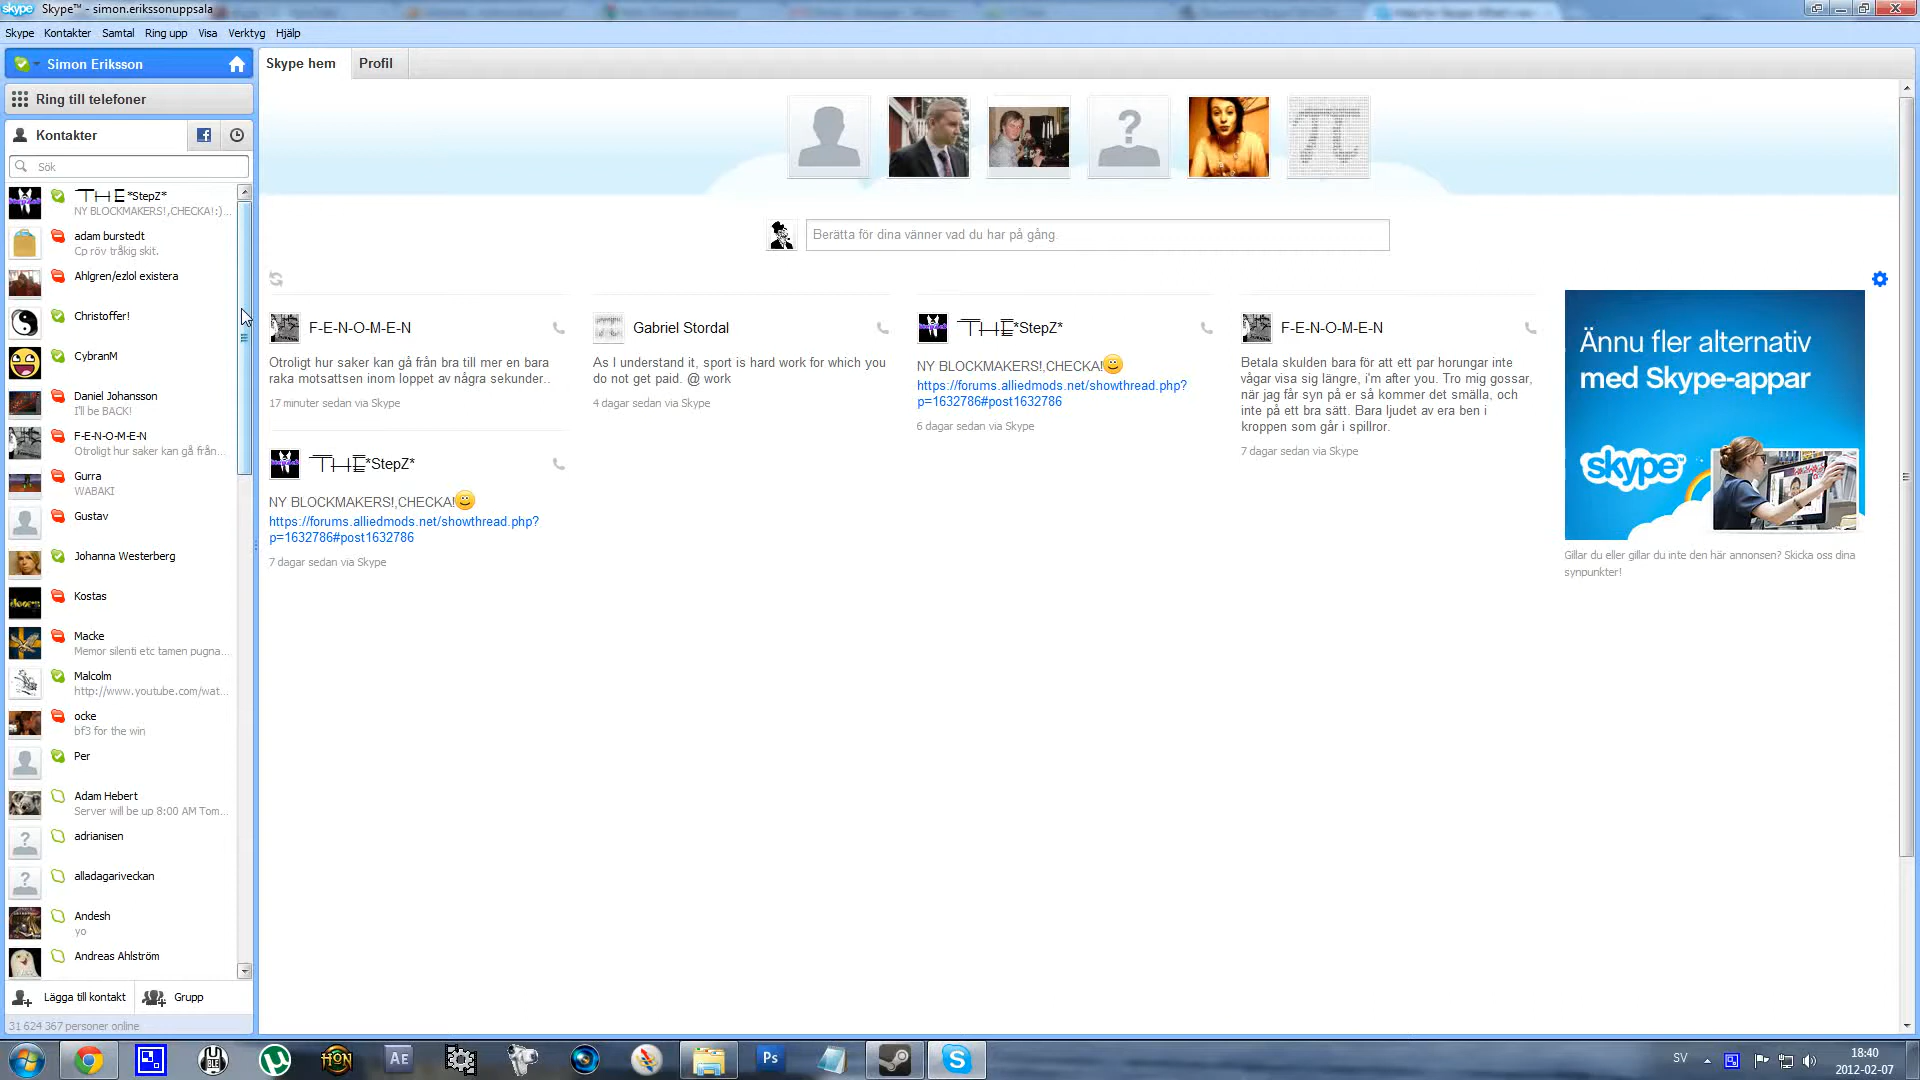 Skype™ - simon.erikssonuppsala
Skype Kontakter Samtal Ring upp Visa Verktyg Hjälp
Simon Eriksson
Ring till telefoner
Kontakter
Sök
THE*StepZ*
NY BLOCKMAKERS!,CHECKA!:)...
adam burstedt
Cp röv tråkig skit.
Ahlgren/ezlol existera
Christoffer!
CybranM
Daniel Johansson
I'll be BACK!
F-E-N-O-M-E-N
Otroligt hur saker kan gå från...
Gurra
WABAKI
Gustav
Johanna Westerberg
Kostas
Macke
Memor silenti etc tamen pugna...
Malcolm
http://www.youtube.com/wat...
ocke
bf3 for the win
Per
Adam Hebert
Server will be up 8:00 AM Tom...
adrianisen
alladagariveckan
Andesh
yo
Andreas Ahlström
Lägga till kontakt Grupp
31 624 367 personer online
Skype hem Profil
Berätta för dina vänner vad du har på gång.
F-E-N-O-M-E-N
Otroligt hur saker kan gå från bra till mer en bara
raka motsattsen inom loppet av några sekunder..
17 minuter sedan via Skype
Gabriel Stordal
As I understand it, sport is hard work for which you
do not get paid. @ work
4 dagar sedan via Skype
THE*StepZ*
NY BLOCKMAKERS!,CHECKA!
https://forums.alliedmods.net/showthread.php?
p=1632786#post1632786
6 dagar sedan via Skype
F-E-N-O-M-E-N
Betala skulden bara för att ett par horungar inte
vågar visa sig längre, i'm after you. Tro mig gossar,
när jag får syn på er så kommer det smälla, och
inte på ett bra sätt. Bara ljudet av era ben i
kroppen som går i spillror.
7 dagar sedan via Skype
THE*StepZ*
NY BLOCKMAKERS!,CHECKA!
https://forums.alliedmods.net/showthread.php?
p=1632786#post1632786
7 dagar sedan via Skype
Ännu fler alternativ
med Skype-appar
skype
Gillar du eller gillar du inte den här annonsen? Skicka oss dina
synpunkter!
HON
AE
Ps
SV
18:40
2012-02-07